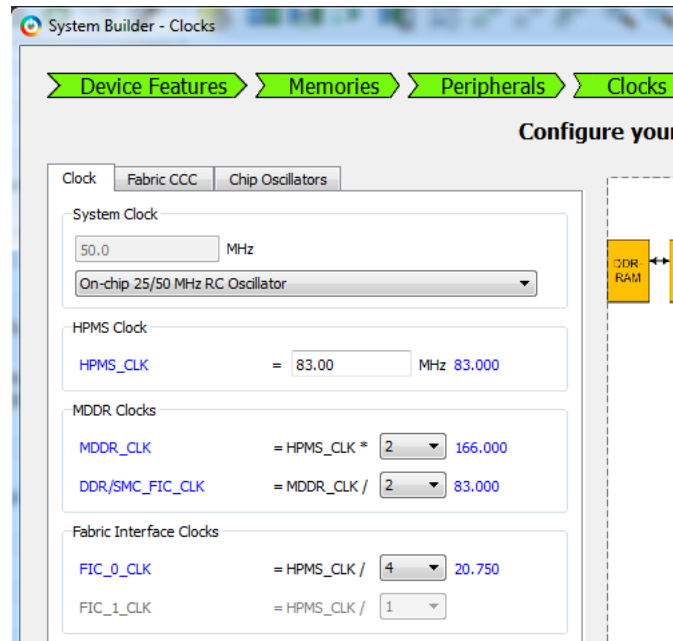 System Builder - Clocks
Device Features Memories Peripherals Clocks
Configure your
Clock Fabric CCC Chip Oscillators
System Clock
50.0 MHz
On-chip 25/50 MHz RC Oscillator
HPMS Clock
HPMS_CLK = 83.00 MHz 83.000
MDDR Clocks
MDDR_CLK = HPMS_CLK * 2 166.000
DDR/SMC_FIC_CLK = MDDR_CLK / 2 83.000
Fabric Interface Clocks
FIC_0_CLK = HPMS_CLK / 4 20.750
FIC_1_CLK = HPMS_CLK / 1
DDR-
RAM